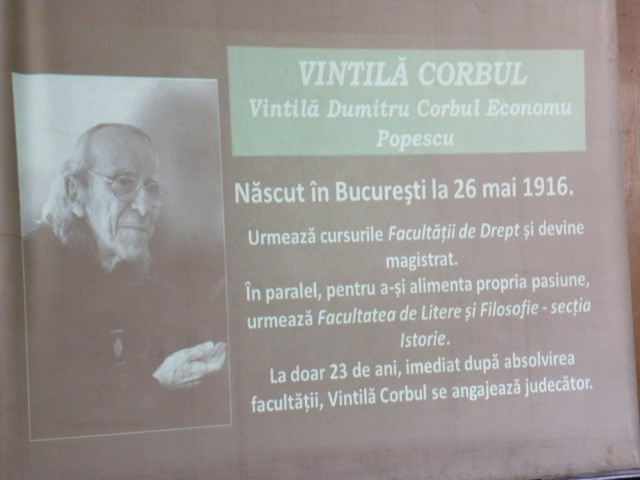 VINTILĂ CORBUL
Vintilă Dumitru Corbul Economu
Popescu
Născut în Bucureşti la 26 mai 1916.
Urmează cursurile Facultății de Drept și devine
magistrat.
În paralel, pentru a-și alimenta propria pasiune,
urmează Facultatea de Litere și Filosofie - secția
Istorie.
La doar 23 de ani, imediat după absolvirea
facultății, Vintilă Corbul se angajează judecător.